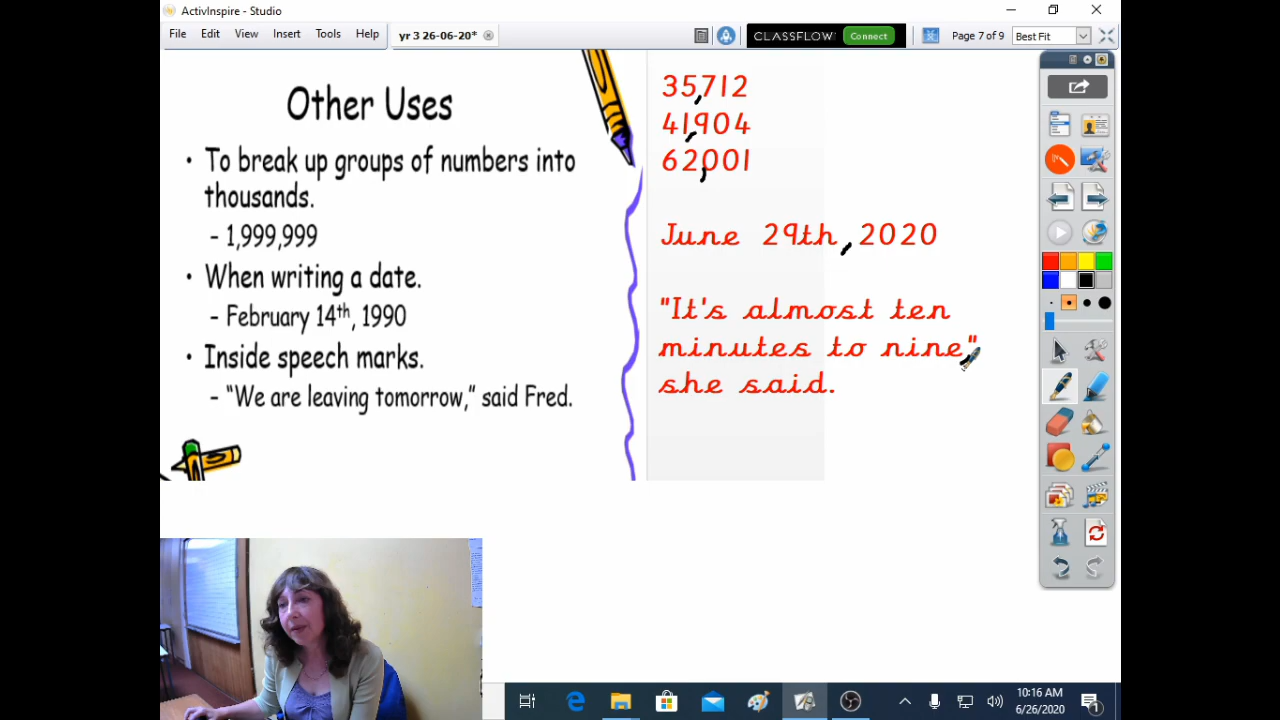 ActivInspire - Studio
File Edit View Insert Tools Help
yr 3 26-06-20*
CLASSFLOW Connect
Page 7 of 9
Best Fit
Other Uses
• To break up groups of numbers into
thousands.
- 1,999,999
• When writing a date.
- February 14th, 1990
• Inside speech marks.
- "We are leaving tomorrow," said Fred.
35,712
41,904
62,001
June 29th, 2020
"It's almost ten
minutes to nine,"
she said.
10:16 AM
6/26/2020
1